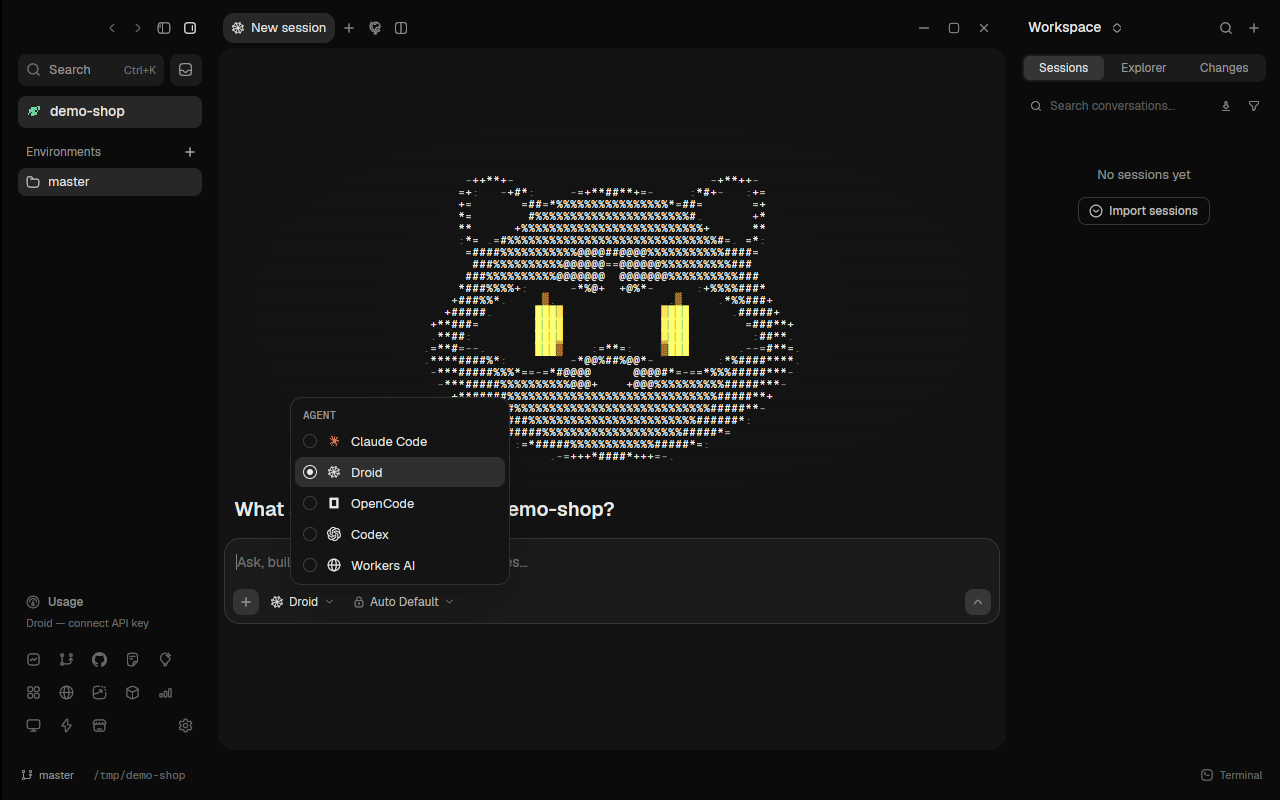 New session
Search Ctrl+K
demo-shop
Environments
master
What
emo-shop?
AGENT
Claude Code
Droid
OpenCode
Codex
Workers AI
Ask, buil
es...
Droid
Auto Default
Usage
Droid — connect API key
master /tmp/demo-shop
Workspace
Sessions Explorer Changes
Search conversations...
No sessions yet
Import sessions
Terminal